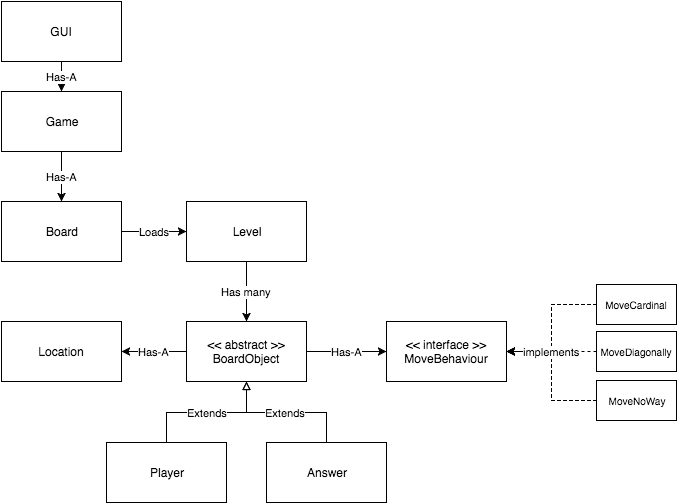 GUI
Has-A
Game
Has-A
Board
Loads
Level
Has many
Location
Has-A
<< abstract >>
BoardObject
Has-A
<< interface >>
MoveBehaviour
implements
MoveCardinal
MoveDiagonally
MoveNoWay
Extends
Extends
Player
Answer